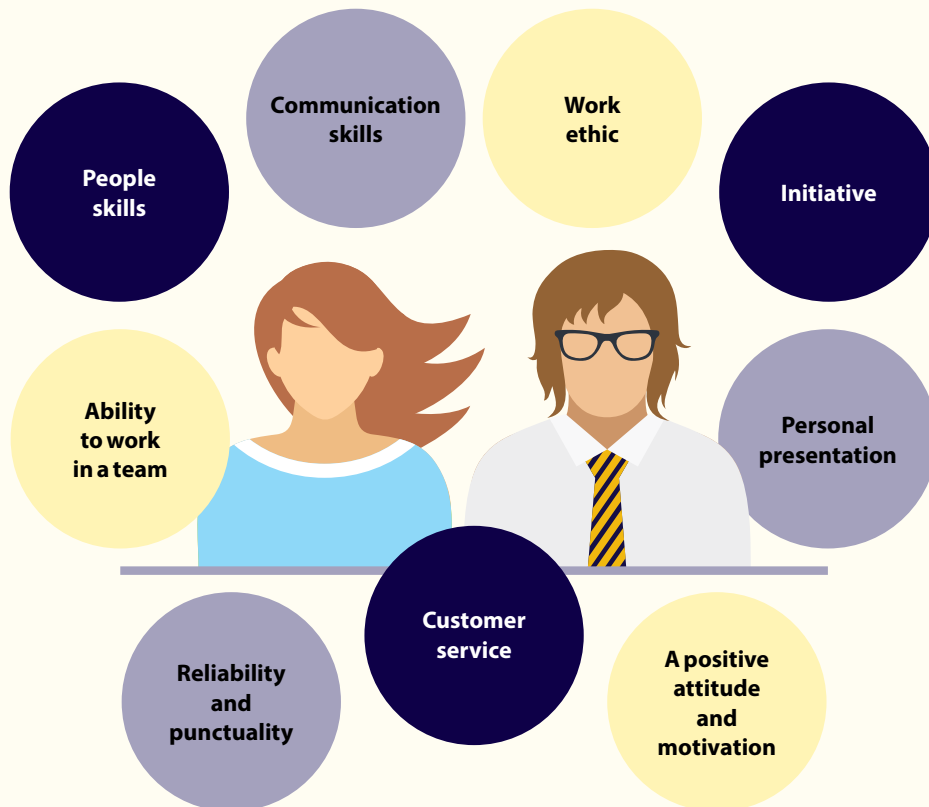 Communication
skills
Work
ethic
People
skills
Initiative
Ability
to work
in a team
Personal
presentation
Customer
service
Reliability
and
punctuality
A positive
attitude
and
motivation